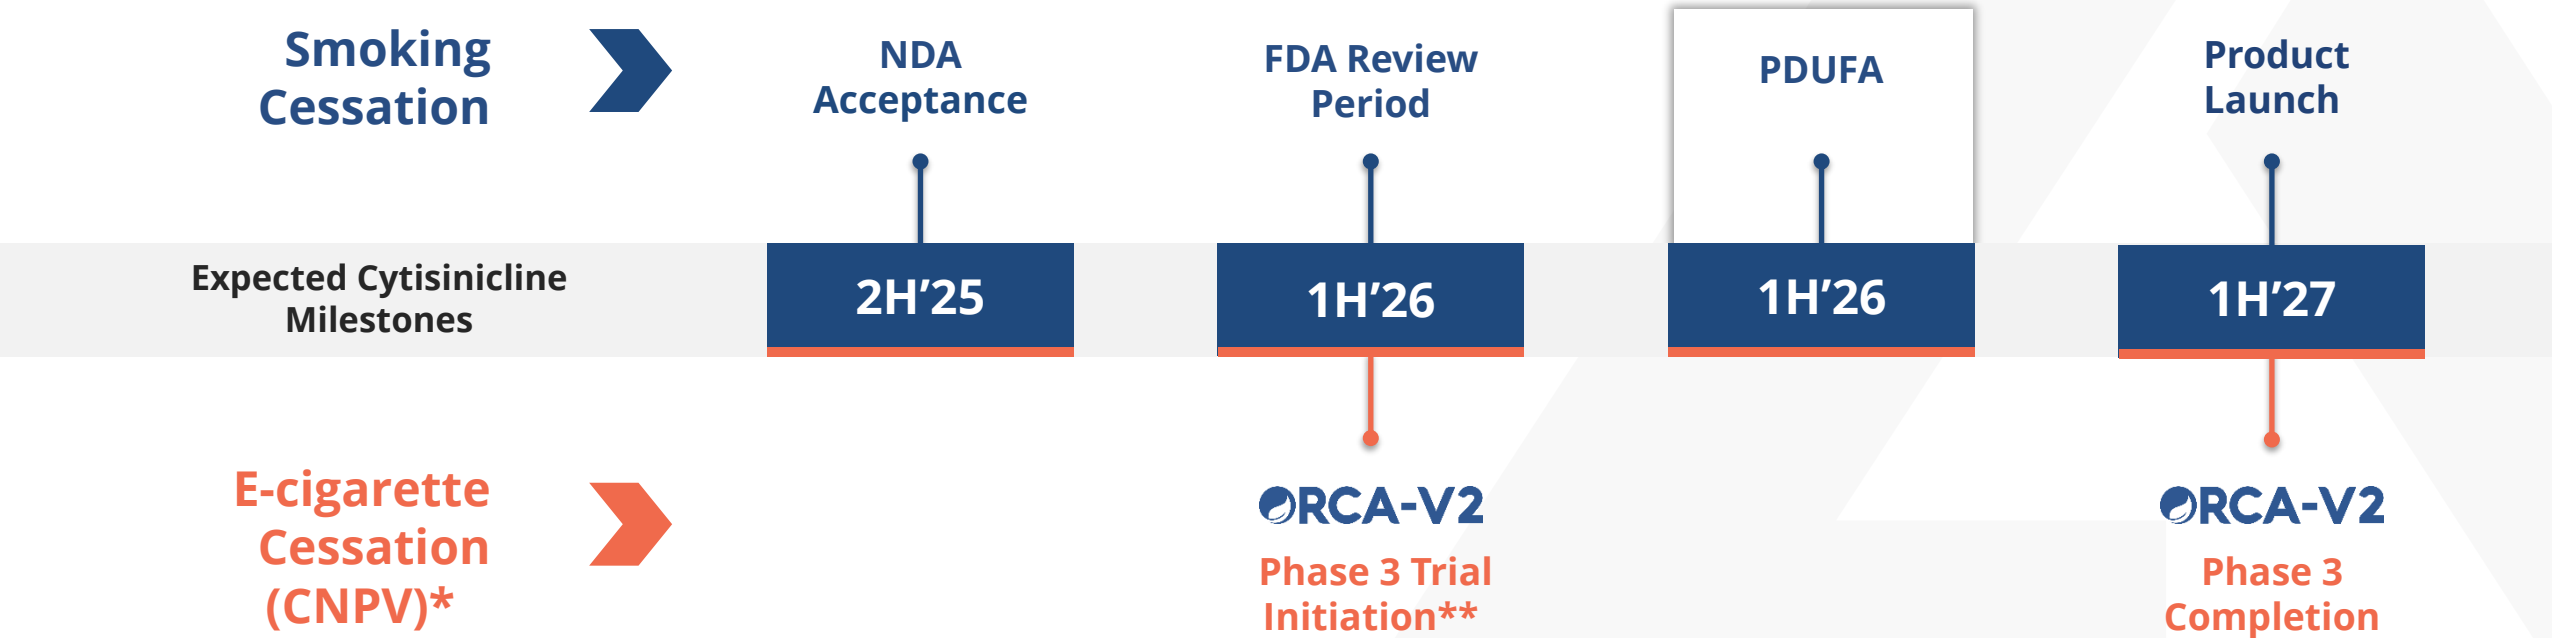 Smoking
Cessation
NDA
Acceptance
FDA Review
Period
PDUFA
Product
Launch
Expected Cytisinicline
Milestones
2H’25
1H’26
1H’26
1H’27
E-cigarette
Cessation
(CNPV)*
ORCA-V2
Phase 3 Trial
Initiation**
ORCA-V2
Phase 3
Completion